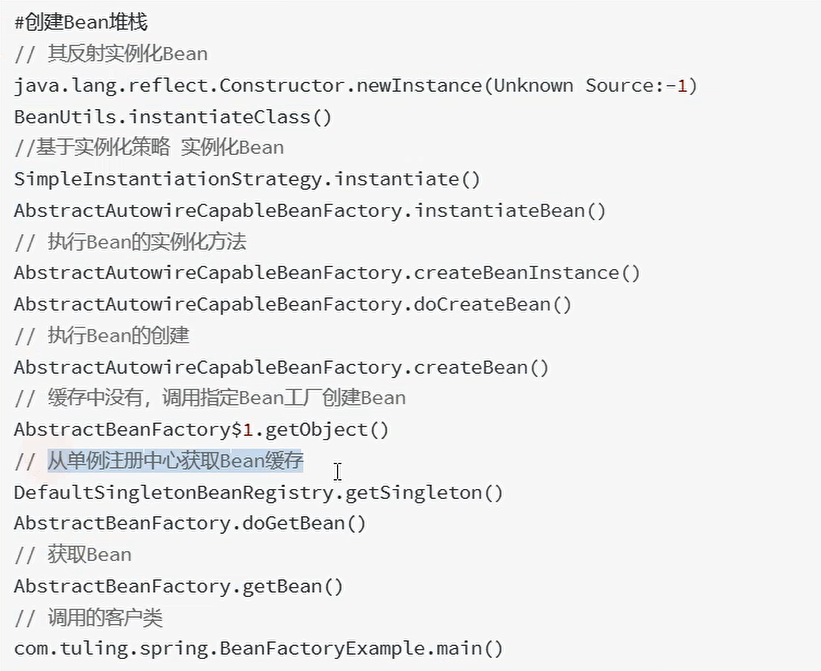 #创建Bean堆栈
// 其反射实例化Bean
java.lang.reflect.Constructor.newInstance(Unknown Source:-1)
BeanUtils.instantiateClass()
//基于实例化策略 实例化Bean
SimpleInstantiationStrategy.instantiate()
AbstractAutowireCapableBeanFactory.instantiateBean()
// 执行Bean的实例化方法
AbstractAutowireCapableBeanFactory.createBeanInstance()
AbstractAutowireCapableBeanFactory.doCreateBean()
// 执行Bean的创建
AbstractAutowireCapableBeanFactory.createBean()
// 缓存中没有，调用指定Bean工厂创建Bean
AbstractBeanFactory$1.getObject()
// 从单例注册中心获取Bean缓存
DefaultSingletonBeanRegistry.getSingleton()
AbstractBeanFactory.doGetBean()
// 获取Bean
AbstractBeanFactory.getBean()
// 调用的客户类
com.tuling.spring.BeanFactoryExample.main()